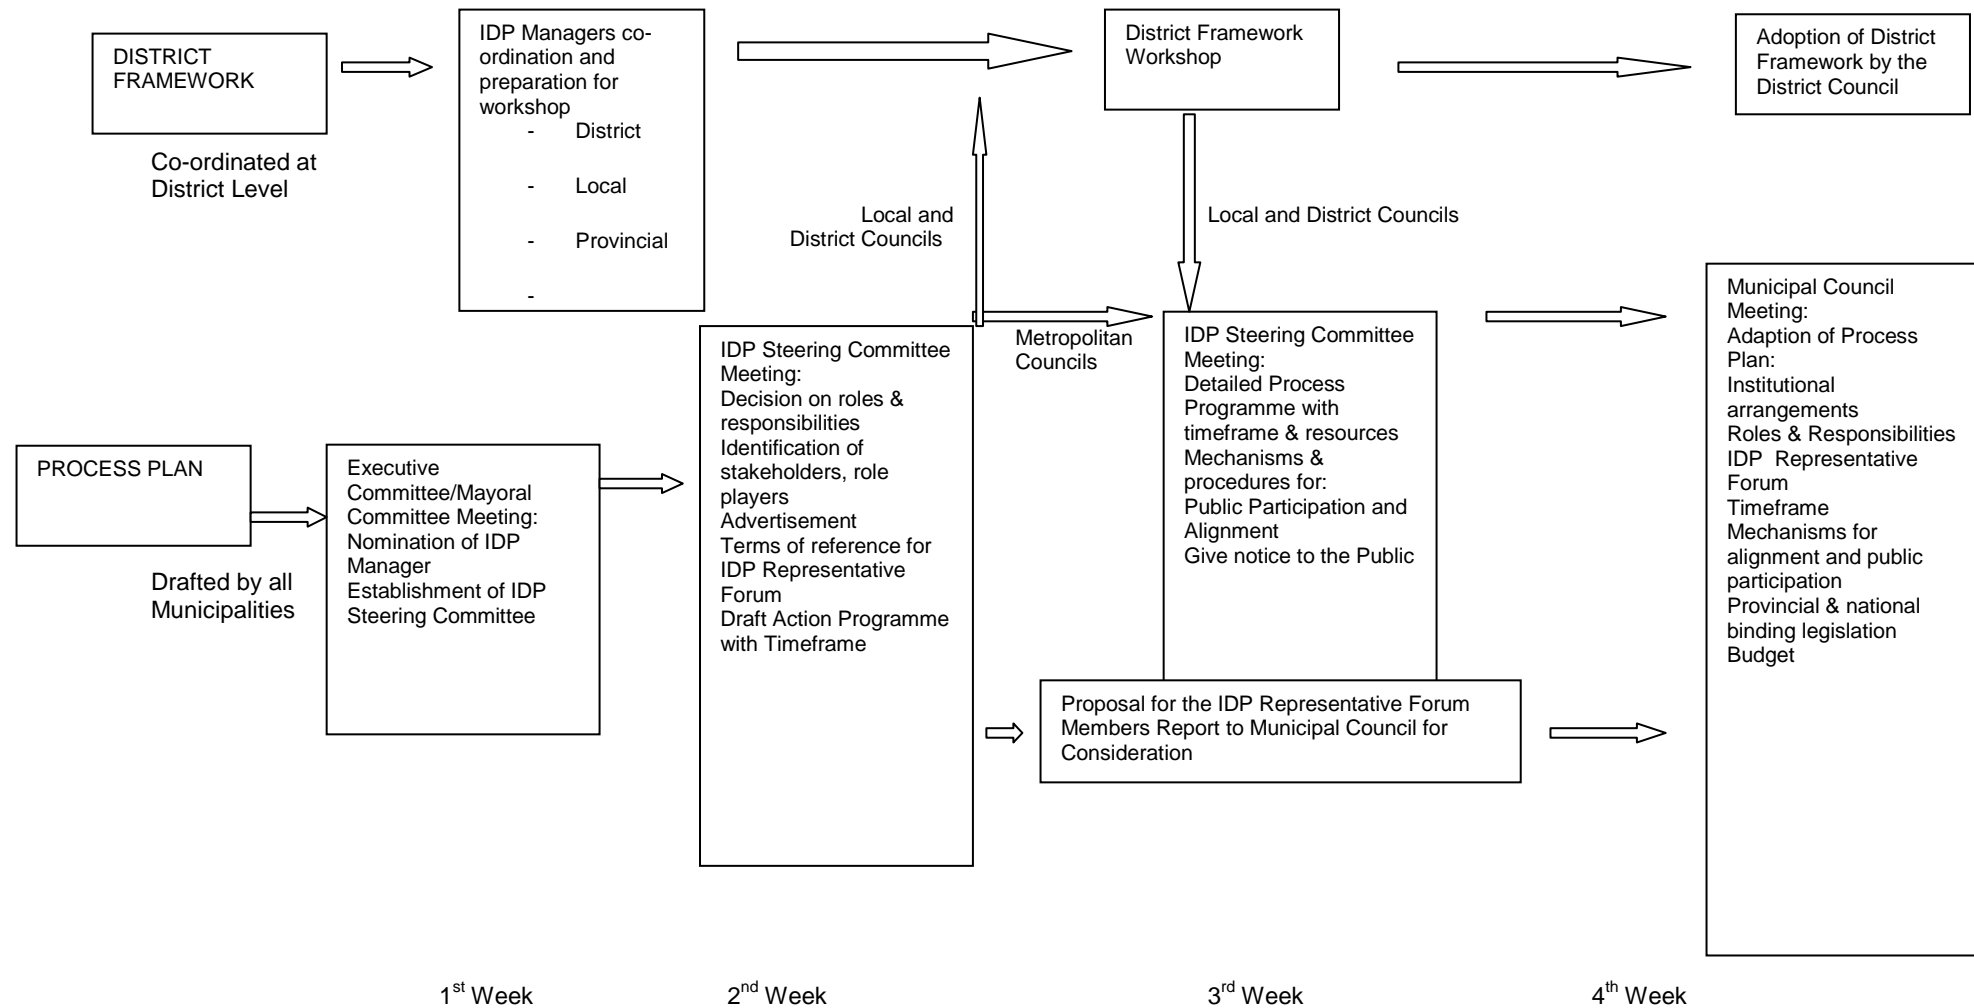 DISTRICT
FRAMEWORK
Co-ordinated at
District Level
IDP Managers co-
ordination and
preparation for
workshop
- District
- Local
- Provincial
-
District Framework
Workshop
Adoption of District
Framework by the
District Council
Local and
District Councils
Local and District Councils
Metropolitan
Councils
PROCESS PLAN
Drafted by all
Municipalities
Executive
Committee/Mayoral
Committee Meeting:
Nomination of IDP
Manager
Establishment of IDP
Steering Committee
IDP Steering Committee
Meeting:
Decision on roles &
responsibilities
Identification of
stakeholders, role
players
Advertisement
Terms of reference for
IDP Representative
Forum
Draft Action Programme
with Timeframe
IDP Steering Committee
Meeting:
Detailed Process
Programme with
timeframe & resources
Mechanisms &
procedures for:
Public Participation and
Alignment
Give notice to the Public
Proposal for the IDP Representative Forum
Members Report to Municipal Council for
Consideration
Municipal Council
Meeting:
Adaption of Process
Plan:
Institutional
arrangements
Roles & Responsibilities
IDP Representative
Forum
Timeframe
Mechanisms for
alignment and public
participation
Provincial & national
binding legislation
Budget
1st Week 2nd Week 3rd Week 4th Week